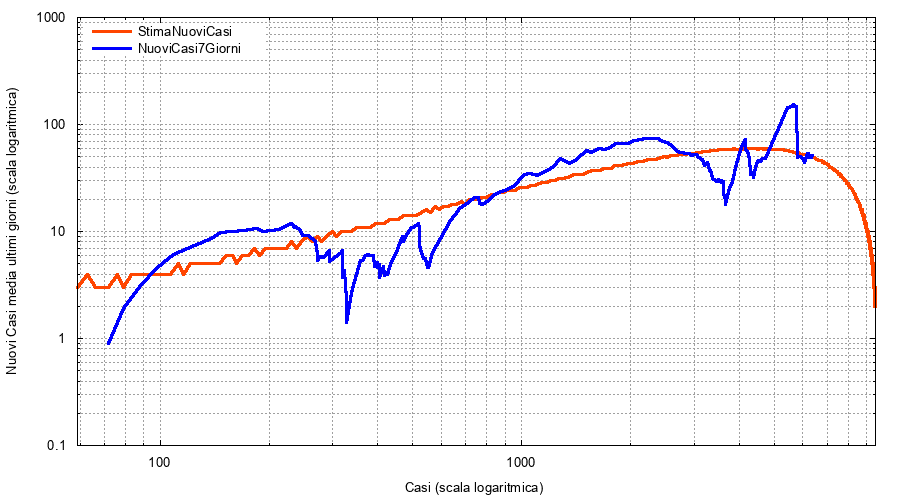 1000
StimaNuoviCasi
NuoviCasi7Giorni
100
10
1
0.1
100
1000
Nuovi Casi media ultimi giorni (scala logaritmica)
Casi (scala logaritmica)